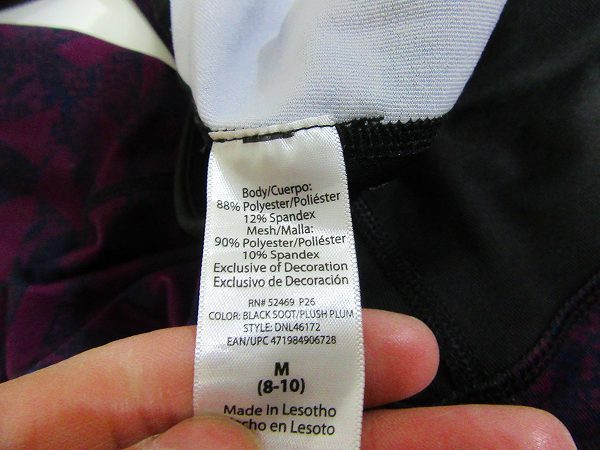 Body/Cuerpo:
88% Polyester/Poliéster
12% Spandex
Mesh/Malla:
90% Polyester/Poliéster
10% Spandex
Exclusive of Decoration
Exclusivo de Decoración
RN# 52469 P26
COLOR: BLACK SOOT/PLUSH PLUM
STYLE: DNL46172
EAN/UPC 471984906728
M
(8-10)
Made in Lesotho
en Lesoto